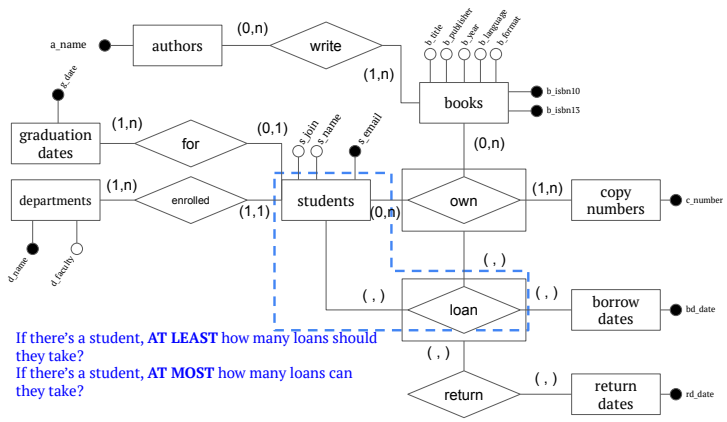 a_name
authors
(0,n)
write
(1,n)
b_title
b_publisher
b_year
b_language
b_format
books
b_isbn10
b_isbn13
g_date
graduation
dates
(1,n)
for
(0,1)
s_join
s_name
s_email
(0,n)
departments
(1,n)
enrolled
(1,1)
students
(0,n)
own
(1,n)
copy
numbers
c_number
d_name
d_faculty
( , )
( , )
loan
( , )
borrow
dates
bd_date
If there’s a student, AT LEAST how many loans should
they take?
If there’s a student, AT MOST how many loans can
they take?
( , )
return
( , )
return
dates
rd_date